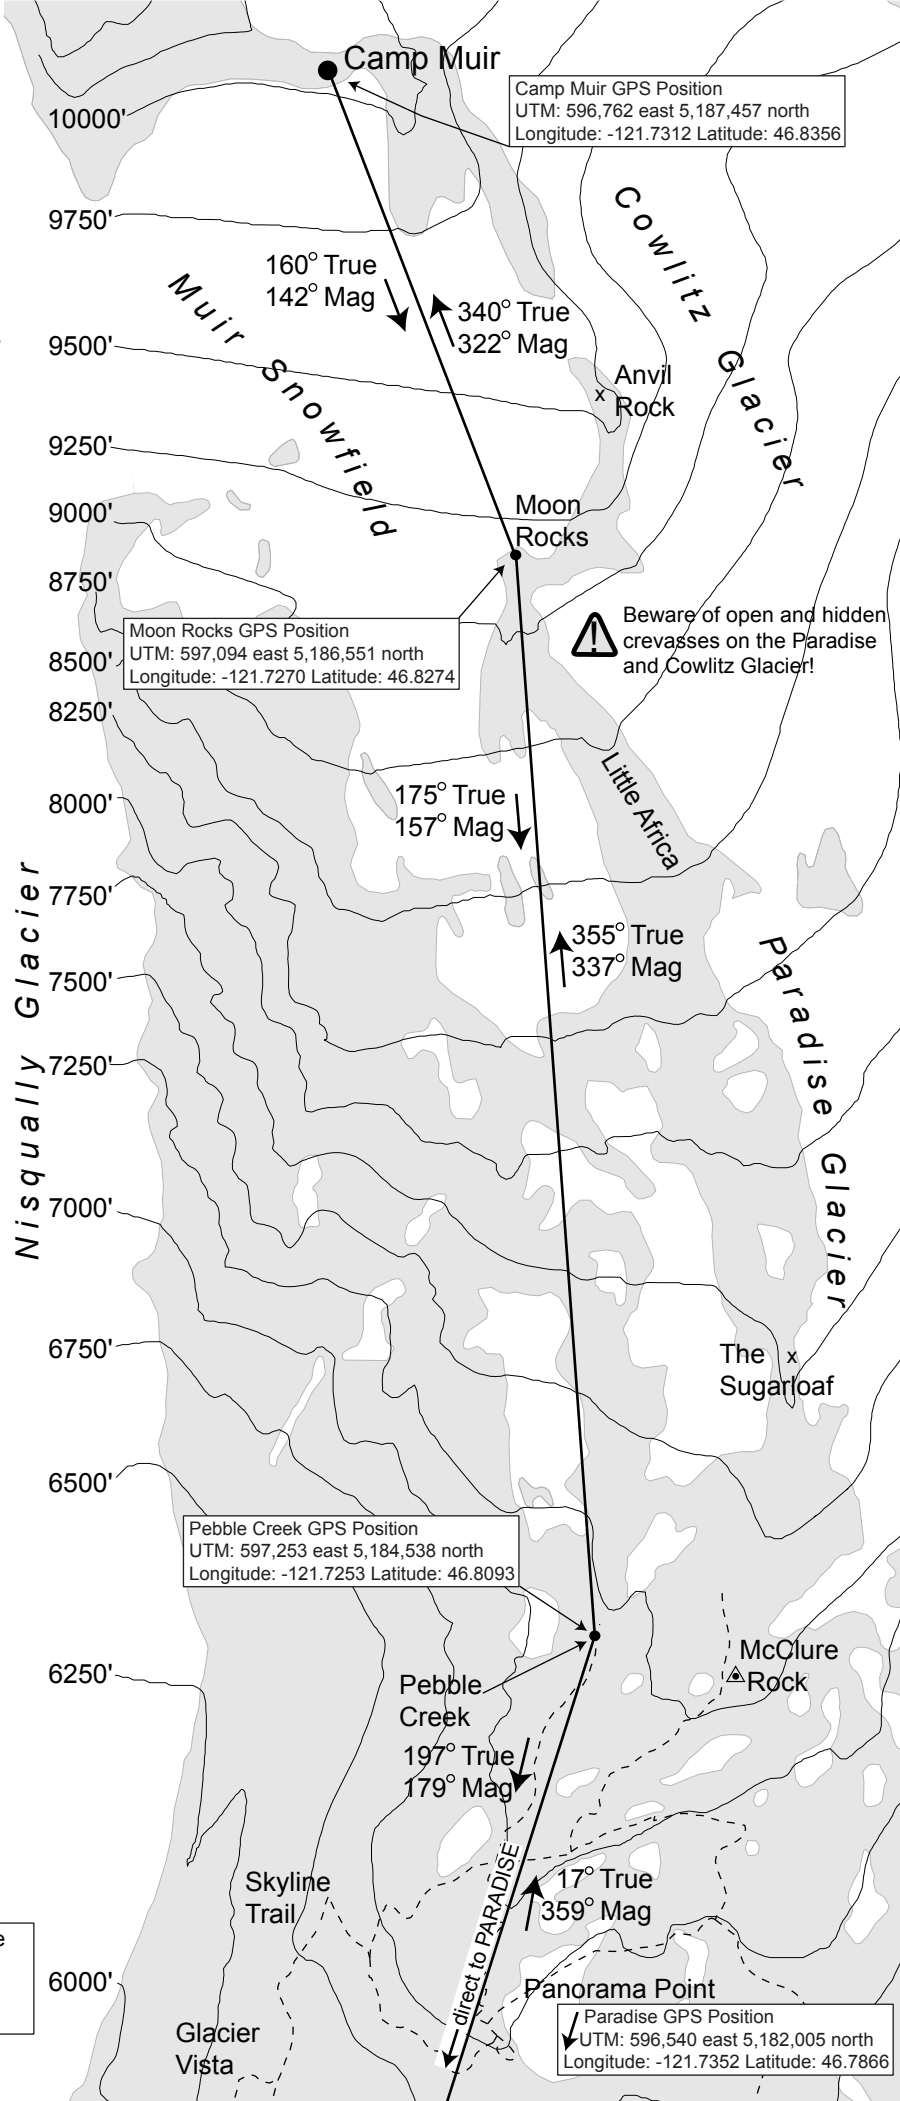 Camp Muir
Camp Muir GPS Position
UTM: 596,762 east 5,187,457 north
Longitude: -121.7312 Latitude: 46.8356
10000'
9750'
Cowlitz Glacier
160° True
142° Mag
Muir Snowfield
340° True
322° Mag
9500'
Anvil
Rock
x
9250'
Moon
Rocks
9000'
8750'
Beware of open and hidden
crevasses on the Paradise
and Cowlitz Glacier!
!
Moon Rocks GPS Position
UTM: 597,094 east 5,186,551 north
Longitude: -121.7270 Latitude: 46.8274
8500'
8250'
Little Africa
175° True
157° Mag
8000'
Nisqually Glacier
7750'
355° True
337° Mag
Paradise Glacier
7500'
7250'
7000'
6750'
The x
Sugarloaf
6500'
Pebble Creek GPS Position
UTM: 597,253 east 5,184,538 north
Longitude: -121.7253 Latitude: 46.8093
McClure
Rock
6250'
Pebble
Creek
197° True
179° Mag
direct to PARADISE
Skyline
Trail
17° True
359° Mag
e
6000'
Panorama Point
Paradise GPS Position
UTM: 596,540 east 5,182,005 north
Longitude: -121.7352 Latitude: 46.7866
Glacier
Vista